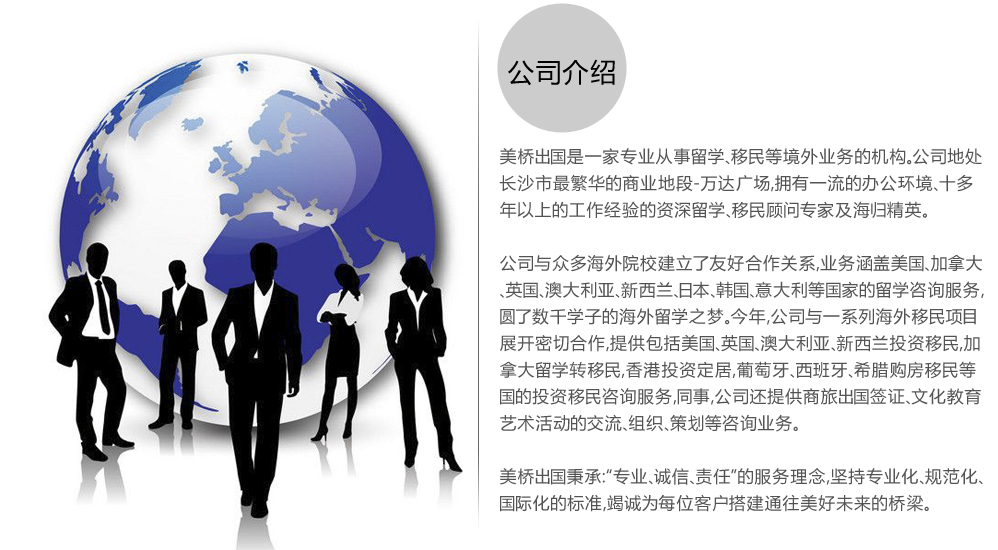 公司介绍
美桥出国是一家专业从事留学、移民等境外业务的机构。公司地处
长沙市最繁华的商业地段-万达广场,拥有一流的办公环境、十多
年以上的工作经验的资深留学、移民顾问专家及海归精英。
公司与众多海外院校建立了友好合作关系,业务涵盖美国、加拿大
、英国、澳大利亚、新西兰、日本、韩国、意大利等国家的留学咨询服务,
圆了数千学子的海外留学之梦。今年,公司与一系列海外移民项目
展开密切合作,提供包括美国、英国、澳大利亚、新西兰投资移民,加
拿大留学转移民,香港投资定居,葡萄牙、西班牙、希腊购房移民等
国的投资移民咨询服务,同事,公司还提供商旅出国签证、文化教育
艺术活动的交流、组织、策划等咨询业务。
美桥出国秉承:“专业、诚信、责任”的服务理念,坚持专业化、规范化、
国际化的标准,竭诚为每位客户搭建通往美好未来的桥梁。